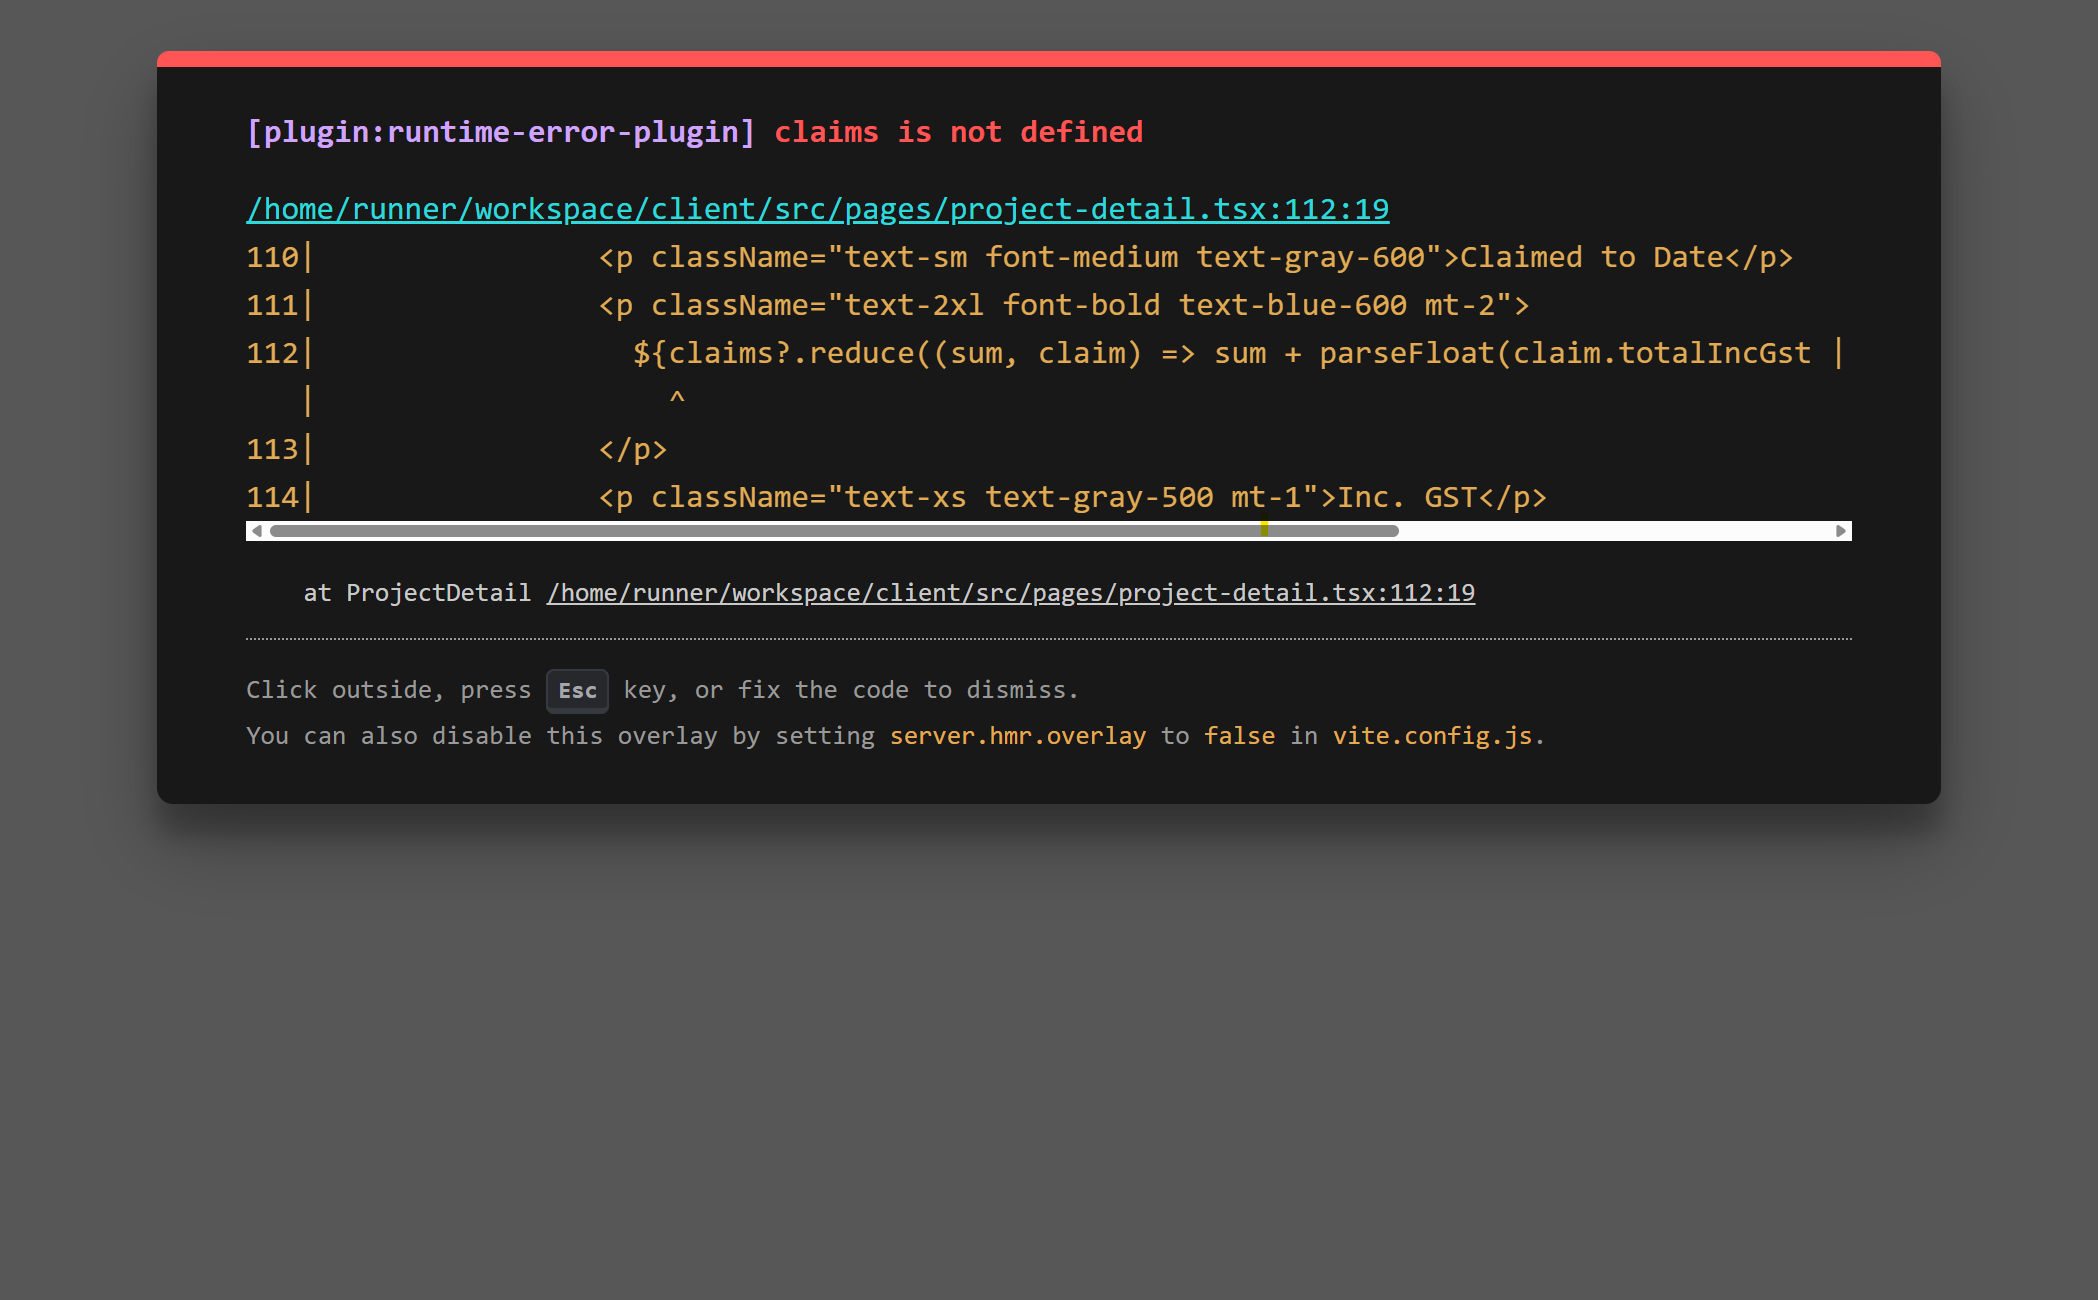 [plugin:runtime-error-plugin] claims is not defined
/home/runner/workspace/client/src/pages/project-detail.tsx:112:19
110|                 <p className="text-sm font-medium text-gray-600">Claimed to Date</p>
111|                 <p className="text-2xl font-bold text-blue-600 mt-2">
112|                   ${claims?.reduce((sum, claim) => sum + parseFloat(claim.totalIncGst |
   |                     ^
113|                 </p>
114|                 <p className="text-xs text-gray-500 mt-1">Inc. GST</p>
at ProjectDetail /home/runner/workspace/client/src/pages/project-detail.tsx:112:19
Click outside, press Esc key, or fix the code to dismiss.
You can also disable this overlay by setting server.hmr.overlay to false in vite.config.js.